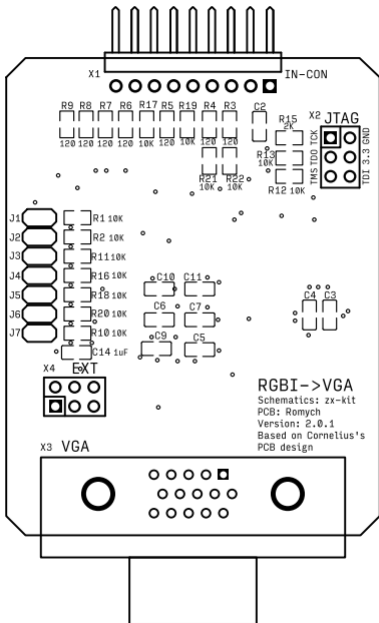 X1
IN-CON
R9 R8 R7 R6 R17 R5 R19 R4 R3 C2
X2 JTAG
R15
2K
120 120 120 120 10K 120 10K 120 120
TCK GND
TDO 3.3
TMS TDI
R13
10K
R21 R22
10K 10K
R12 10K
J1 R1 10K
J2 R2 10K
J3 R11 10K
J4 R16 10K
J5 R18 10K
J6 R20 10K
J7 R10 10K
C14 1uF
C10 C11
C6 C7
C9 C5
C4 C3
X4 EXT
RGBI->VGA
Schematics: zx-kit
PCB: Romych
Version: 2.0.1
Based on Cornelius's
PCB design
X3 VGA